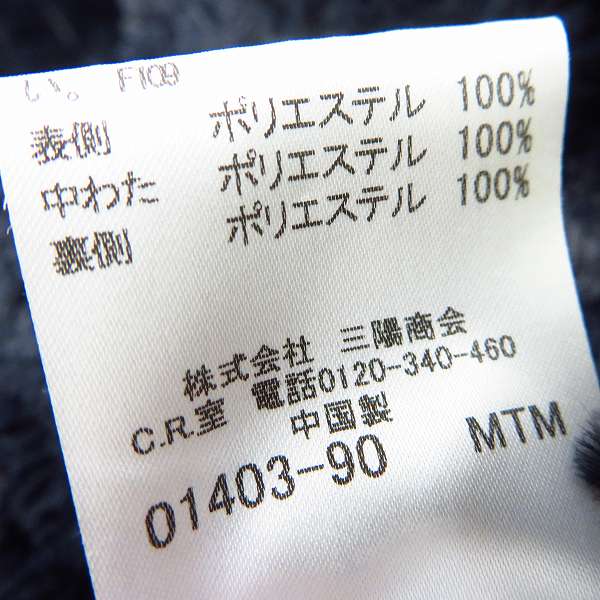 い。 F109
表側 ポリエステル 100%
中わた ポリエステル 100%
裏側 ポリエステル 100%
株式会社 三陽商会
C.R.室 電話0120-340-460
中国製
01403-90 MTM